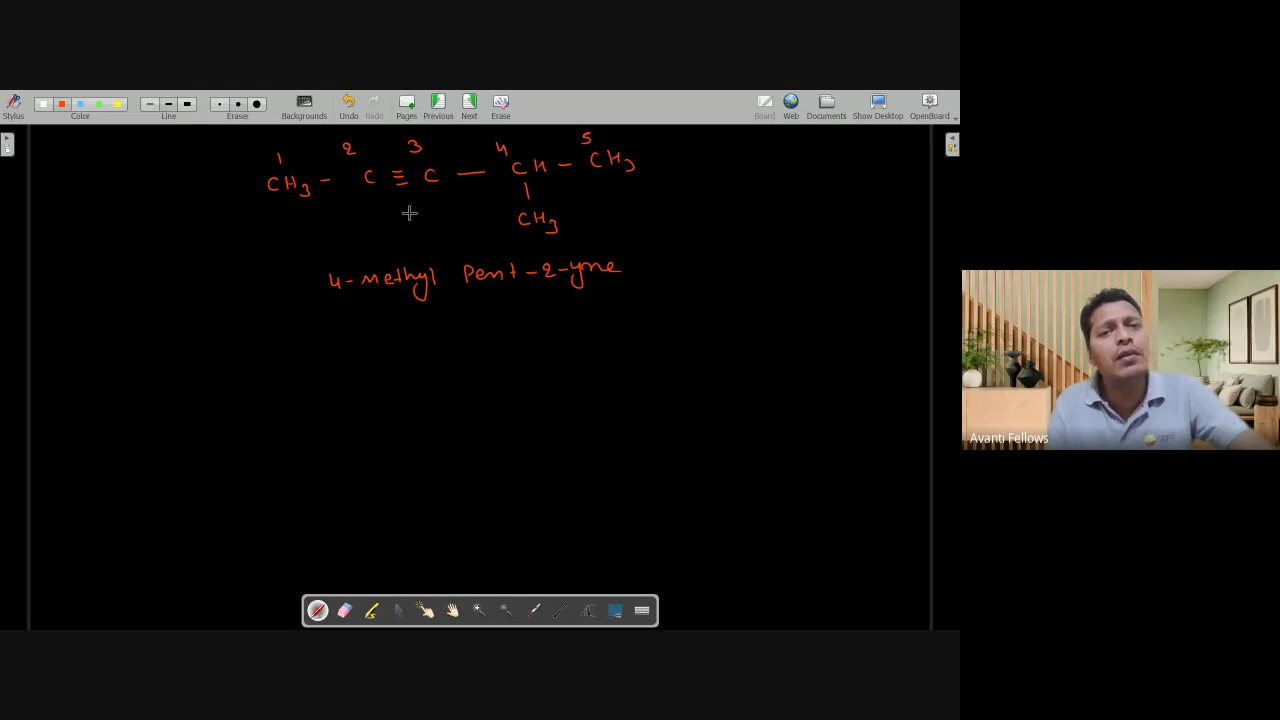 Stylus Color Line Eraser Backgrounds Undo Redo Pages Previous Next Erase Board Web Documents Show Desktop OpenBoard
1 2 3 4 5
CH3 - C ≡ C — CH - CH3
|
CH3
4-methyl Pent-2-yne
Avanti Fellows